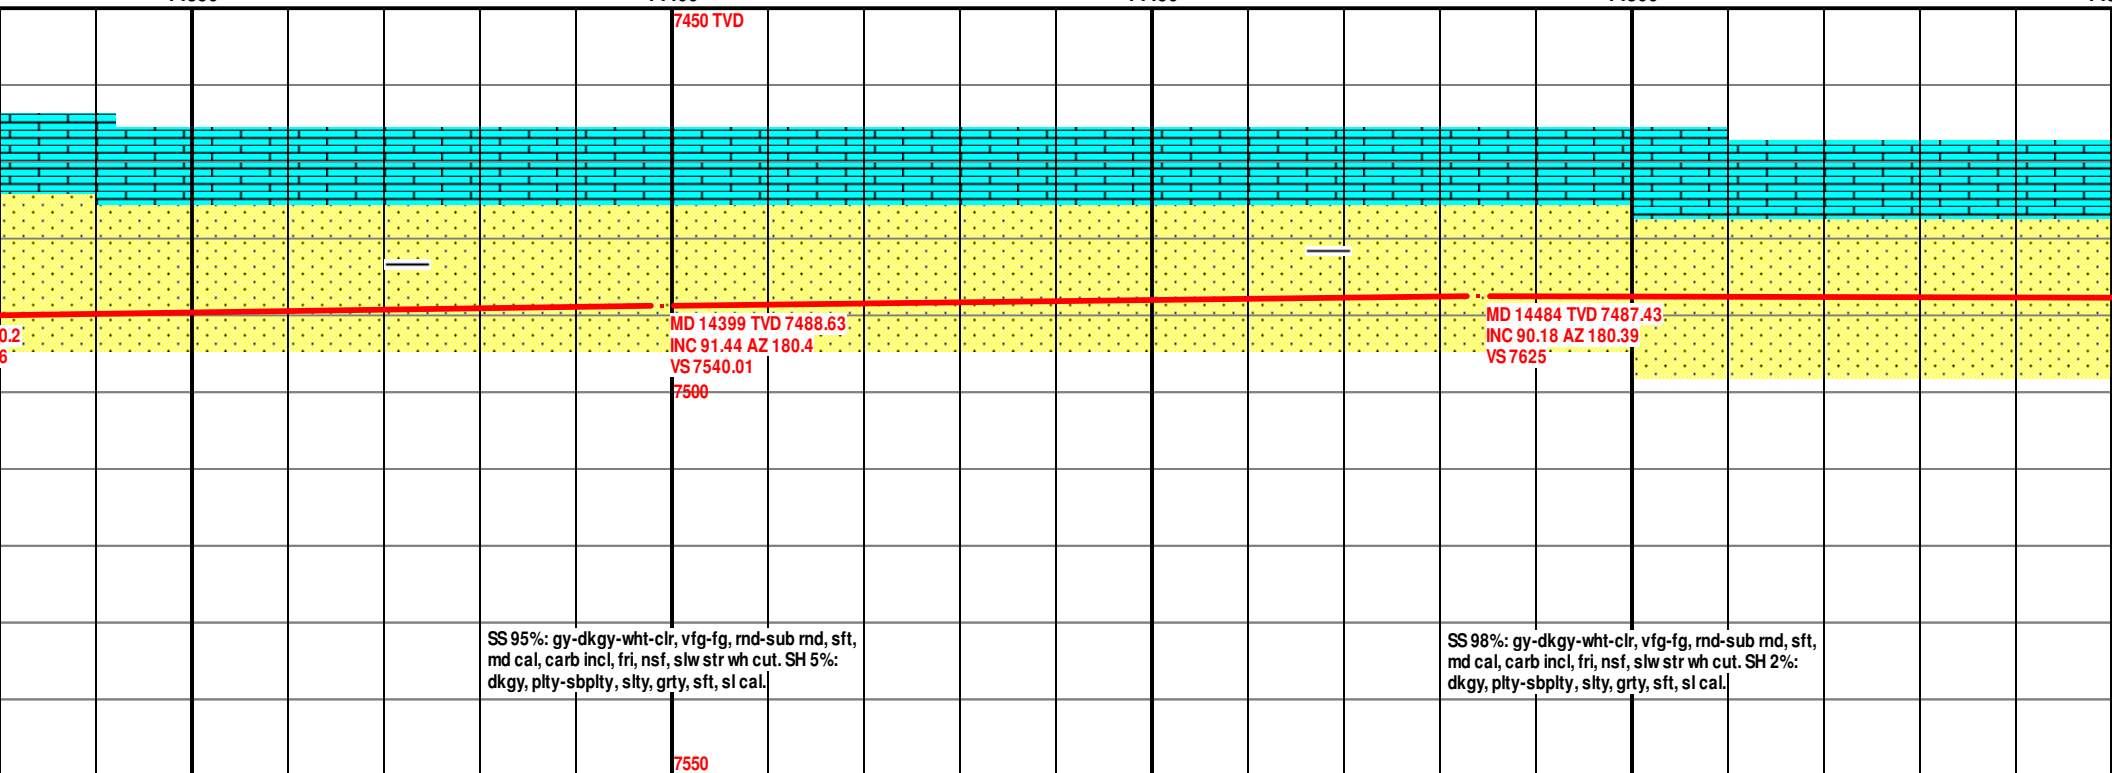 7450 TVD
0.2
6
MD 14399 TVD 7488.63
INC 91.44 AZ 180.4
VS 7540.01
MD 14484 TVD 7487.43
INC 90.18 AZ 180.39
VS 7625
7500
SS 95%: gy-dkgy-wht-clr, vfg-fg, rnd-sub rnd, sft,
md cal, carb incl, fri, nsf, slw str wh cut. SH 5%:
dkgy, plty-sbplty, slty, grty, sft, sl cal.
SS 98%: gy-dkgy-wht-clr, vfg-fg, rnd-sub rnd, sft,
md cal, carb incl, fri, nsf, slw str wh cut. SH 2%:
dkgy, plty-sbplty, slty, grty, sft, sl cal.
7550